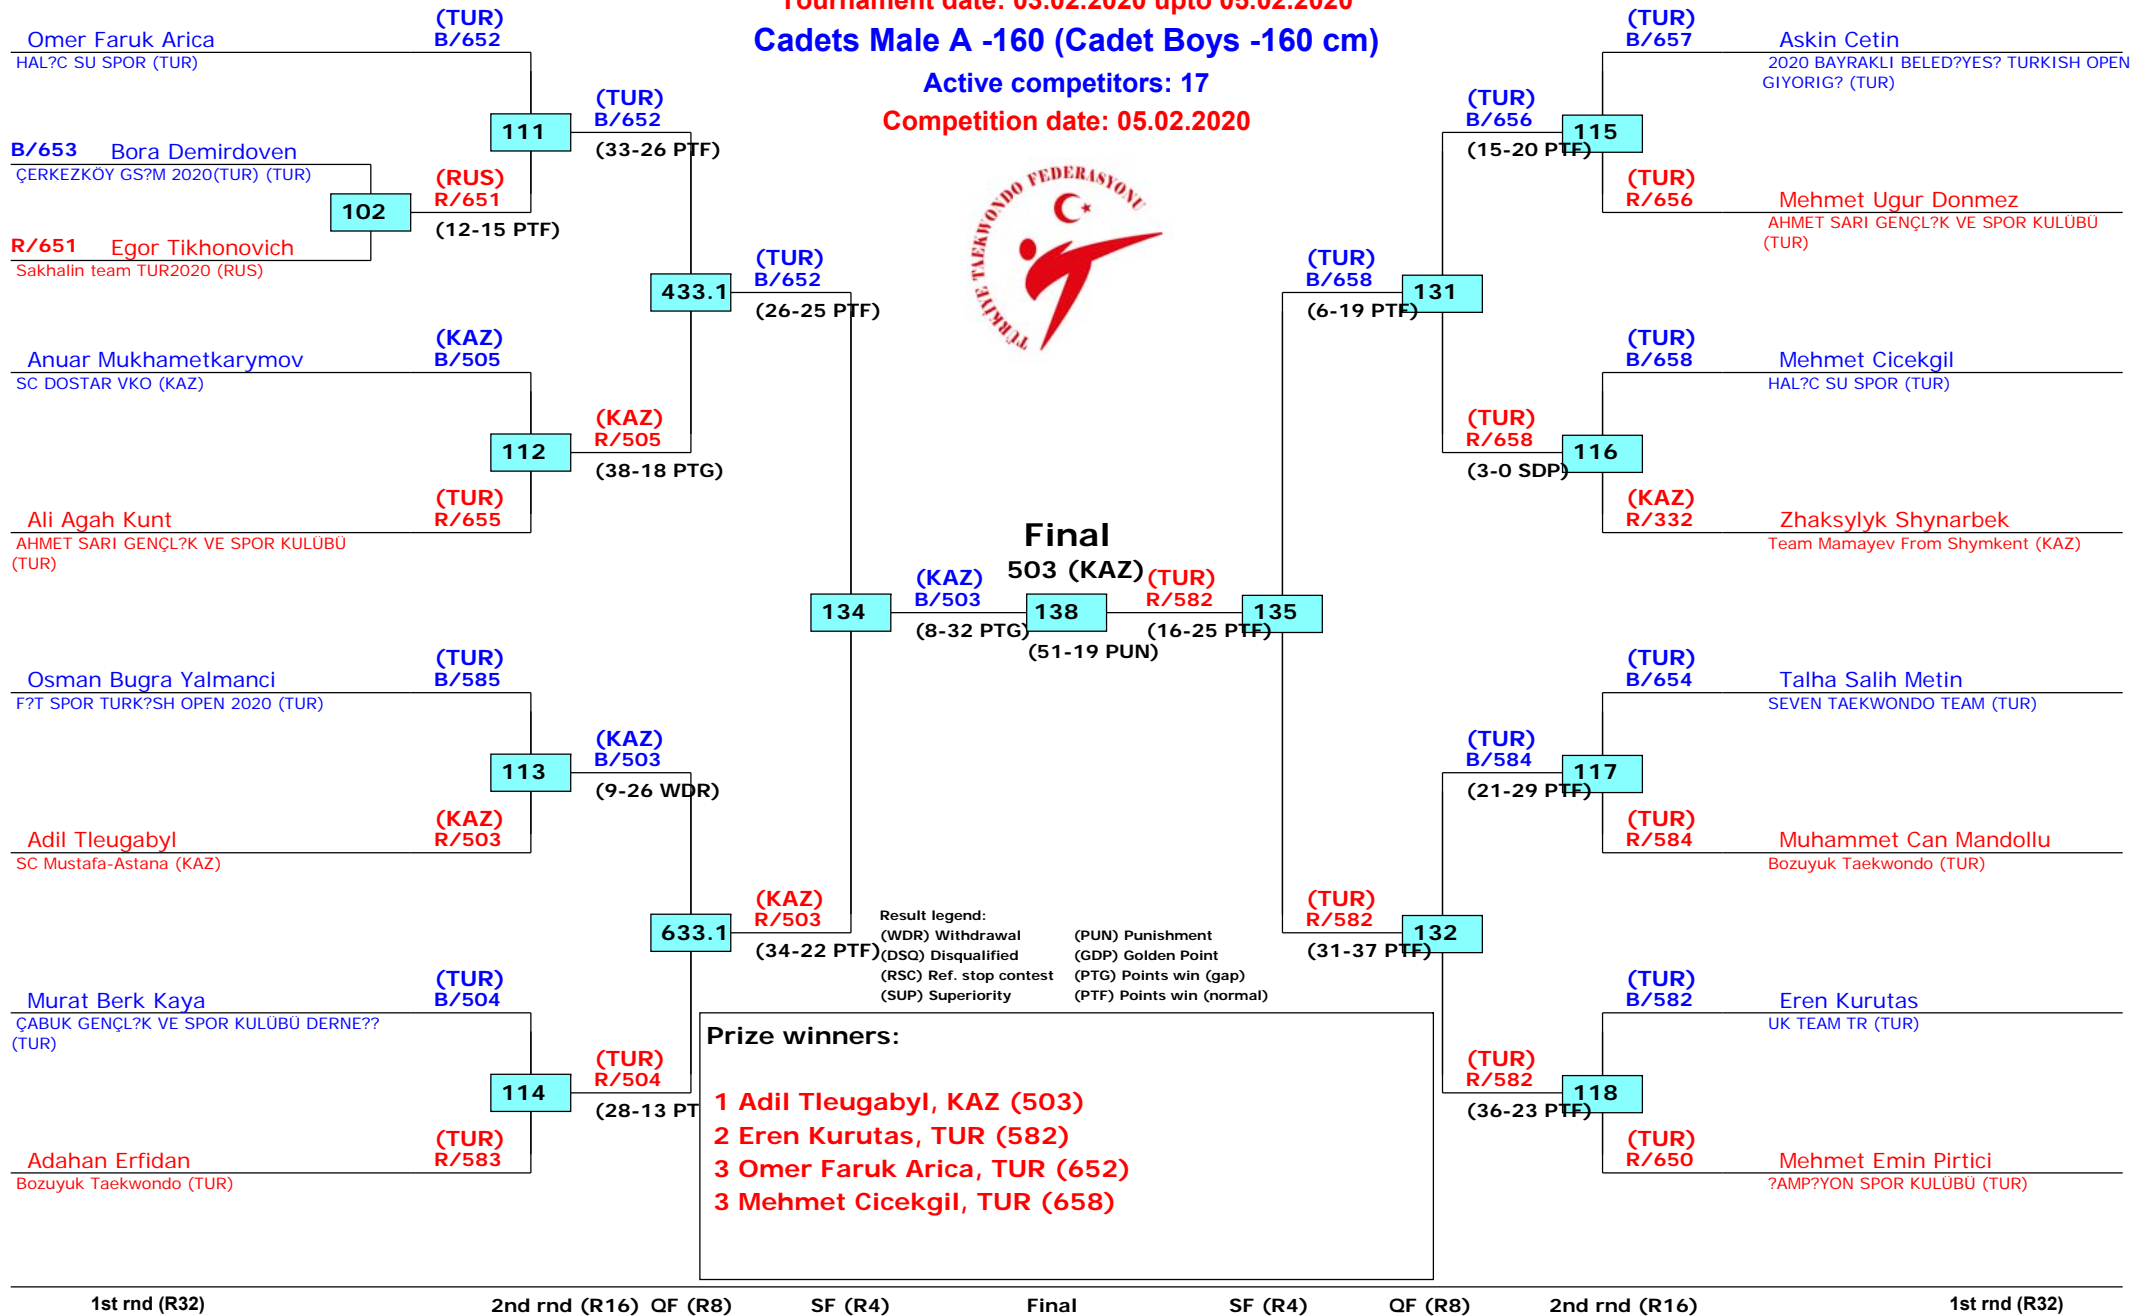 Tournament date: 03.02.2020 upto 05.02.2020
Cadets Male A -160 (Cadet Boys -160 cm)
Active competitors: 17
Competition date: 05.02.2020
TÜRKİYE TAEKWONDO FEDERASYONU
Omer Faruk Arica
HAL?C SU SPOR (TUR)
(TUR)
B/652
B/653 Bora Demirdoven
ÇERKEZKÖY GS?M 2020(TUR) (TUR)
R/651 Egor Tikhonovich
Sakhalin team TUR2020 (RUS)
102
(RUS)
R/651
(12-15 PTF)
111
(TUR)
B/652
(33-26 PTF)
Anuar Mukhametkarymov
SC DOSTAR VKO (KAZ)
(KAZ)
B/505
Ali Agah Kunt
AHMET SARI GENÇL?K VE SPOR KULÜBÜ
(TUR)
(TUR)
R/655
112
(KAZ)
R/505
(38-18 PTG)
433.1
(TUR)
B/652
(26-25 PTF)
Osman Bugra Yalmanci
F?T SPOR TURK?SH OPEN 2020 (TUR)
(TUR)
B/585
Adil Tleugabyl
SC Mustafa-Astana (KAZ)
(KAZ)
R/503
113
(KAZ)
B/503
(9-26 WDR)
Murat Berk Kaya
ÇABUK GENÇL?K VE SPOR KULÜBÜ DERNE??
(TUR)
(TUR)
B/504
Adahan Erfidan
Bozuyuk Taekwondo (TUR)
(TUR)
R/583
114
(TUR)
R/504
(28-13 PT
633.1
(KAZ)
R/503
(34-22 PTF)
134
(KAZ)
B/503
(8-32 PTG)
Final
503 (KAZ)
138
(51-19 PUN)
(TUR)
R/582
(16-25 PTF)
135
(TUR)
B/658
(6-19 PTF)
131
(TUR)
B/656
(15-20 PTF)
115
(TUR)
B/657
Askin Cetin
2020 BAYRAKLI BELED?YES? TURKISH OPEN
GIYORIG? (TUR)
(TUR)
R/656
Mehmet Ugur Donmez
AHMET SARI GENÇL?K VE SPOR KULÜBÜ
(TUR)
(TUR)
R/658
(3-0 SDP)
116
(TUR)
B/658
Mehmet Cicekgil
HAL?C SU SPOR (TUR)
(KAZ)
R/332
Zhaksylyk Shynarbek
Team Mamayev From Shymkent (KAZ)
(TUR)
R/582
(31-37 PTF)
132
(TUR)
B/584
(21-29 PTF)
117
(TUR)
B/654
Talha Salih Metin
SEVEN TAEKWONDO TEAM (TUR)
(TUR)
R/584
Muhammet Can Mandollu
Bozuyuk Taekwondo (TUR)
(TUR)
R/582
(36-23 PTF)
118
(TUR)
B/582
Eren Kurutas
UK TEAM TR (TUR)
(TUR)
R/650
Mehmet Emin Pirtici
?AMP?YON SPOR KULÜBÜ (TUR)
Result legend:
(WDR) Withdrawal (PUN) Punishment
(DSQ) Disqualified (GDP) Golden Point
(RSC) Ref. stop contest (PTG) Points win (gap)
(SUP) Superiority (PTF) Points win (normal)
Prize winners:
1 Adil Tleugabyl, KAZ (503)
2 Eren Kurutas, TUR (582)
3 Omer Faruk Arica, TUR (652)
3 Mehmet Cicekgil, TUR (658)
1st rnd (R32) 2nd rnd (R16) QF (R8) SF (R4) Final SF (R4) QF (R8) 2nd rnd (R16) 1st rnd (R32)